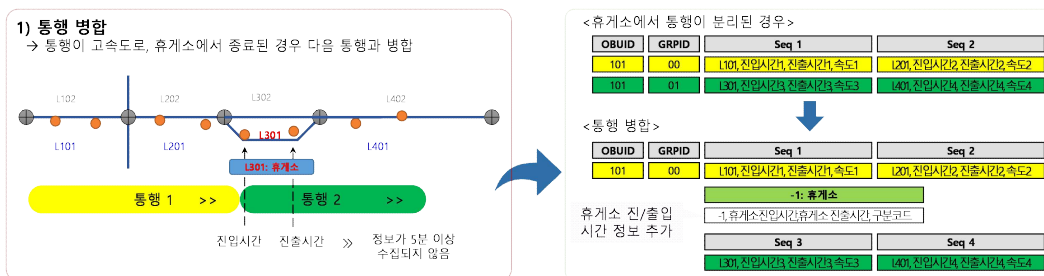 1) 통행 병합
→ 통행이 고속도로, 휴게소에서 종료된 경우 다음 통행과 병합
L102
L202
L302
L402
L101
L201
L301
L401
L301: 휴게소
통행 1 >>
통행 2 >>
진입시간
진출시간
»
정보가 5분 이상
수집되지 않음
<휴게소에서 통행이 분리된 경우>
OBUID GRPID Seq 1 Seq 2
101 00 L101, 진입시간1, 진출시간1, 속도1 L201, 진입시간2, 진출시간2, 속도2
101 01 L301, 진입시간3, 진출시간3, 속도3 L401, 진입시간4, 진출시간4, 속도4
<통행 병합>
OBUID GRPID Seq 1 Seq 2
101 00 L101, 진입시간1, 진출시간1, 속도1 L201, 진입시간2, 진출시간2, 속도2
-1: 휴게소
휴게소 진/출입
시간 정보 추가
-1, 휴게소진입시간,휴게소 진출시간, 구분코드
Seq 3 Seq 4
L301, 진입시간3, 진출시간3, 속도3 L401, 진입시간4, 진출시간4, 속도4